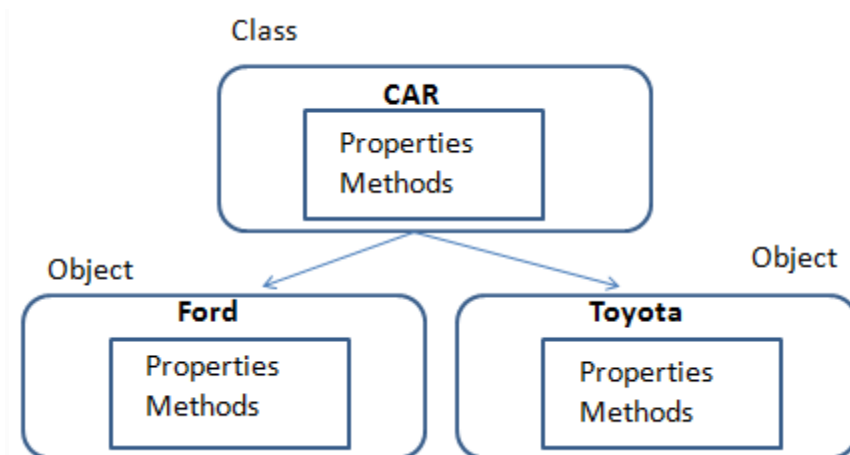 Class
CAR
Properties
Methods
Object
Object
Ford
Properties
Methods
Toyota
Properties
Methods